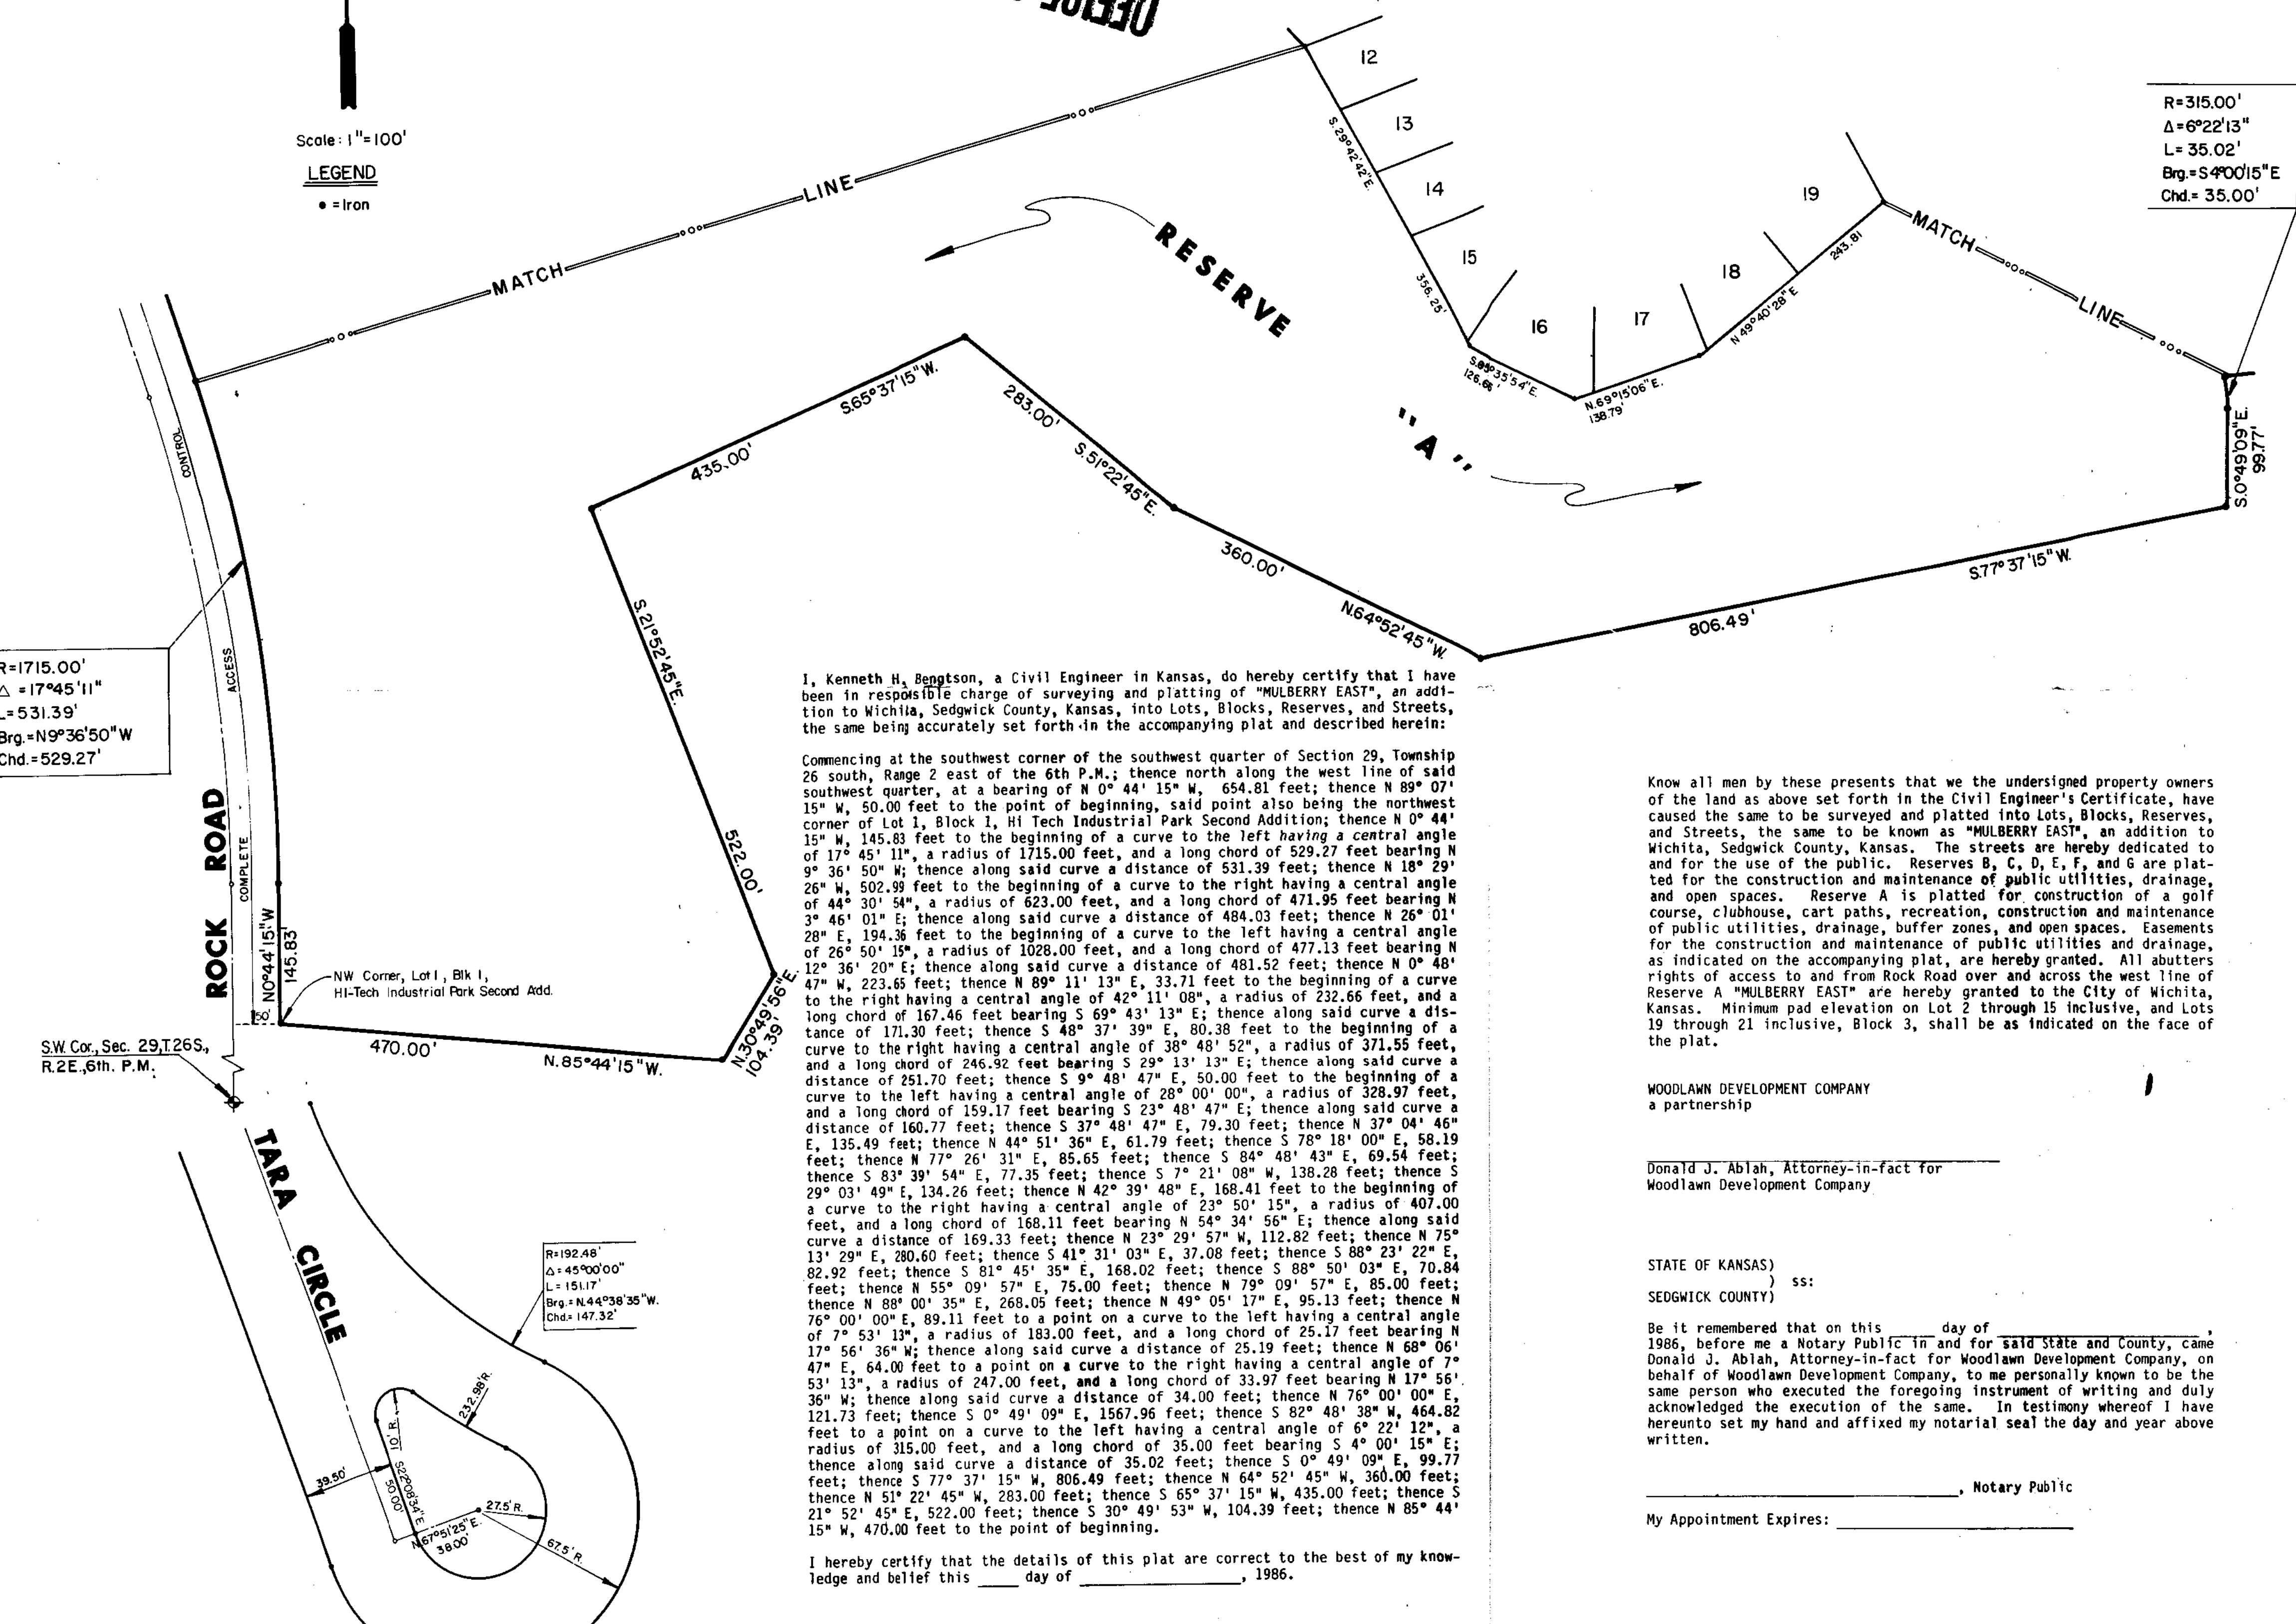 OFFICE
Scale: 1"=100'
LEGEND
• = Iron
MATCH LINE
12
13
14
15
16
17
18
19
S. 29°42'42"E.
356.25'
35'54"E.
126.66'
N.69°15'06"E.
138.79'
N 49°40'28"E
243.81
MATCH LINE
R=315.00'
Δ=6°22'13"
L= 35.02'
Brg.=S4°00'15"E
Chd.= 35.00'
RESERVE
"A"
S.0°49'09"E.
99.77'
S.77°37'15"W.
806.49'
N.64°52'45"W.
360.00'
S.51°22'45"E.
283.00'
S.65°37'15"W.
435.00'
S.21°52'45"E.
522.00'
N.30°49'56"E.
104.39'
N.85°44'15"W.
470.00'
CONTROL
ACCESS
COMPLETE
R=1715.00'
Δ =17°45'11"
L=531.39'
Brg.=N9°36'50"W
Chd.=529.27'
ROCK ROAD
N0°44'15"W
145.83'
50'
NW Corner, Lot 1, Blk 1,
HI-Tech Industrial Park Second Add.
S.W. Cor., Sec. 29,T.26S.,
R.2E.,6th. P.M.
TARA CIRCLE
R=192.48'
Δ=45°00'00"
L= 151.17'
Brg.= N.44°38'35"W.
Chd.= 147.32'
232.98'R.
10' R.
39.50'
S22°08'34"E
50.00'
N.67°51'25"E.
38.00'
27.5' R.
67.5' R.
I, Kenneth H. Bengtson, a Civil Engineer in Kansas, do hereby certify that I have
been in responsible charge of surveying and platting of "MULBERRY EAST", an addi-
tion to Wichita, Sedgwick County, Kansas, into Lots, Blocks, Reserves, and Streets,
the same being accurately set forth in the accompanying plat and described herein:
Commencing at the southwest corner of the southwest quarter of Section 29, Township
26 south, Range 2 east of the 6th P.M.; thence north along the west line of said
southwest quarter, at a bearing of N 0° 44' 15" W, 654.81 feet; thence N 89° 07'
15" W, 50.00 feet to the point of beginning, said point also being the northwest
corner of Lot 1, Block 1, Hi Tech Industrial Park Second Addition; thence N 0° 44'
15" W, 145.83 feet to the beginning of a curve to the left having a central angle
of 17° 45' 11", a radius of 1715.00 feet, and a long chord of 529.27 feet bearing N
9° 36' 50" W; thence along said curve a distance of 531.39 feet; thence N 18° 29'
26" W, 502.99 feet to the beginning of a curve to the right having a central angle
of 44° 30' 54", a radius of 623.00 feet, and a long chord of 471.95 feet bearing N
3° 46' 01" E; thence along said curve a distance of 484.03 feet; thence N 26° 01'
28" E, 194.36 feet to the beginning of a curve to the left having a central angle
of 26° 50' 15", a radius of 1028.00 feet, and a long chord of 477.13 feet bearing N
12° 36' 20" E; thence along said curve a distance of 481.52 feet; thence N 0° 48'
47" W, 223.65 feet; thence N 89° 11' 13" E, 33.71 feet to the beginning of a curve
to the right having a central angle of 42° 11' 08", a radius of 232.66 feet, and a
long chord of 167.46 feet bearing S 69° 43' 13" E; thence along said curve a dis-
tance of 171.30 feet; thence S 48° 37' 39" E, 80.38 feet to the beginning of a
curve to the right having a central angle of 38° 48' 52", a radius of 371.55 feet,
and a long chord of 246.92 feet bearing S 29° 13' 13" E; thence along said curve a
distance of 251.70 feet; thence S 9° 48' 47" E, 50.00 feet to the beginning of a
curve to the left having a central angle of 28° 00' 00", a radius of 328.97 feet,
and a long chord of 159.17 feet bearing S 23° 48' 47" E; thence along said curve a
distance of 160.77 feet; thence S 37° 48' 47" E, 79.30 feet; thence N 37° 04' 46"
E, 135.49 feet; thence N 44° 51' 36" E, 61.79 feet; thence S 78° 18' 00" E, 58.19
feet; thence N 77° 26' 31" E, 85.65 feet; thence S 84° 48' 43" E, 69.54 feet;
thence S 83° 39' 54" E, 77.35 feet; thence S 7° 21' 08" W, 138.28 feet; thence S
29° 03' 49" E, 134.26 feet; thence N 42° 39' 48" E, 168.41 feet to the beginning of
a curve to the right having a central angle of 23° 50' 15", a radius of 407.00
feet, and a long chord of 168.11 feet bearing N 54° 34' 56" E; thence along said
curve a distance of 169.33 feet; thence N 23° 29' 57" W, 112.82 feet; thence N 75°
13' 29" E, 280.60 feet; thence S 41° 31' 03" E, 37.08 feet; thence S 88° 23' 22" E,
82.92 feet; thence S 81° 45' 35" E, 168.02 feet; thence S 88° 50' 03" E, 70.84
feet; thence N 55° 09' 57" E, 75.00 feet; thence N 79° 09' 57" E, 85.00 feet;
thence N 88° 00' 35" E, 268.05 feet; thence N 49° 05' 17" E, 95.13 feet; thence N
76° 00' 00" E, 89.11 feet to a point on a curve to the left having a central angle
of 7° 53' 13", a radius of 183.00 feet, and a long chord of 25.17 feet bearing N
17° 56' 36" W; thence along said curve a distance of 25.19 feet; thence N 68° 06'
47" E, 64.00 feet to a point on a curve to the right having a central angle of 7°
53' 13", a radius of 247.00 feet, and a long chord of 33.97 feet bearing N 17° 56'
36" W; thence along said curve a distance of 34.00 feet; thence N 76° 00' 00" E,
121.73 feet; thence S 0° 49' 09" E, 1567.96 feet; thence S 82° 48' 38" W, 464.82
feet to a point on a curve to the left having a central angle of 6° 22' 12", a
radius of 315.00 feet, and a long chord of 35.00 feet bearing S 4° 00' 15" E;
thence along said curve a distance of 35.02 feet; thence S 0° 49' 09" E, 99.77
feet; thence S 77° 37' 15" W, 806.49 feet; thence N 64° 52' 45" W, 360.00 feet;
thence N 51° 22' 45" W, 283.00 feet; thence S 65° 37' 15" W, 435.00 feet; thence S
21° 52' 45" E, 522.00 feet; thence S 30° 49' 53" W, 104.39 feet; thence N 85° 44'
15" W, 470.00 feet to the point of beginning.
I hereby certify that the details of this plat are correct to the best of my know-
ledge and belief this ____ day of ____________, 1986.
Know all men by these presents that we the undersigned property owners
of the land as above set forth in the Civil Engineer's Certificate, have
caused the same to be surveyed and platted into Lots, Blocks, Reserves,
and Streets, the same to be known as "MULBERRY EAST", an addition to
Wichita, Sedgwick County, Kansas. The streets are hereby dedicated to
and for the use of the public. Reserves B, C, D, E, F, and G are plat-
ted for the construction and maintenance of public utilities, drainage,
and open spaces. Reserve A is platted for construction of a golf
course, clubhouse, cart paths, recreation, construction and maintenance
of public utilities, drainage, buffer zones, and open spaces. Easements
for the construction and maintenance of public utilities and drainage,
as indicated on the accompanying plat, are hereby granted. All abutters
rights of access to and from Rock Road over and across the west line of
Reserve A "MULBERRY EAST" are hereby granted to the City of Wichita,
Kansas. Minimum pad elevation on Lot 2 through 15 inclusive, and Lots
19 through 21 inclusive, Block 3, shall be as indicated on the face of
the plat.
WOODLAWN DEVELOPMENT COMPANY
a partnership
Donald J. Ablah, Attorney-in-fact for
Woodlawn Development Company
STATE OF KANSAS)
) ss:
SEDGWICK COUNTY)
Be it remembered that on this ____ day of ____________,
1986, before me a Notary Public in and for said State and County, came
Donald J. Ablah, Attorney-in-fact for Woodlawn Development Company, on
behalf of Woodlawn Development Company, to me personally known to be the
same person who executed the foregoing instrument of writing and duly
acknowledged the execution of the same. In testimony whereof I have
hereunto set my hand and affixed my notarial seal the day and year above
written.
____________, Notary Public
My Appointment Expires: ____________